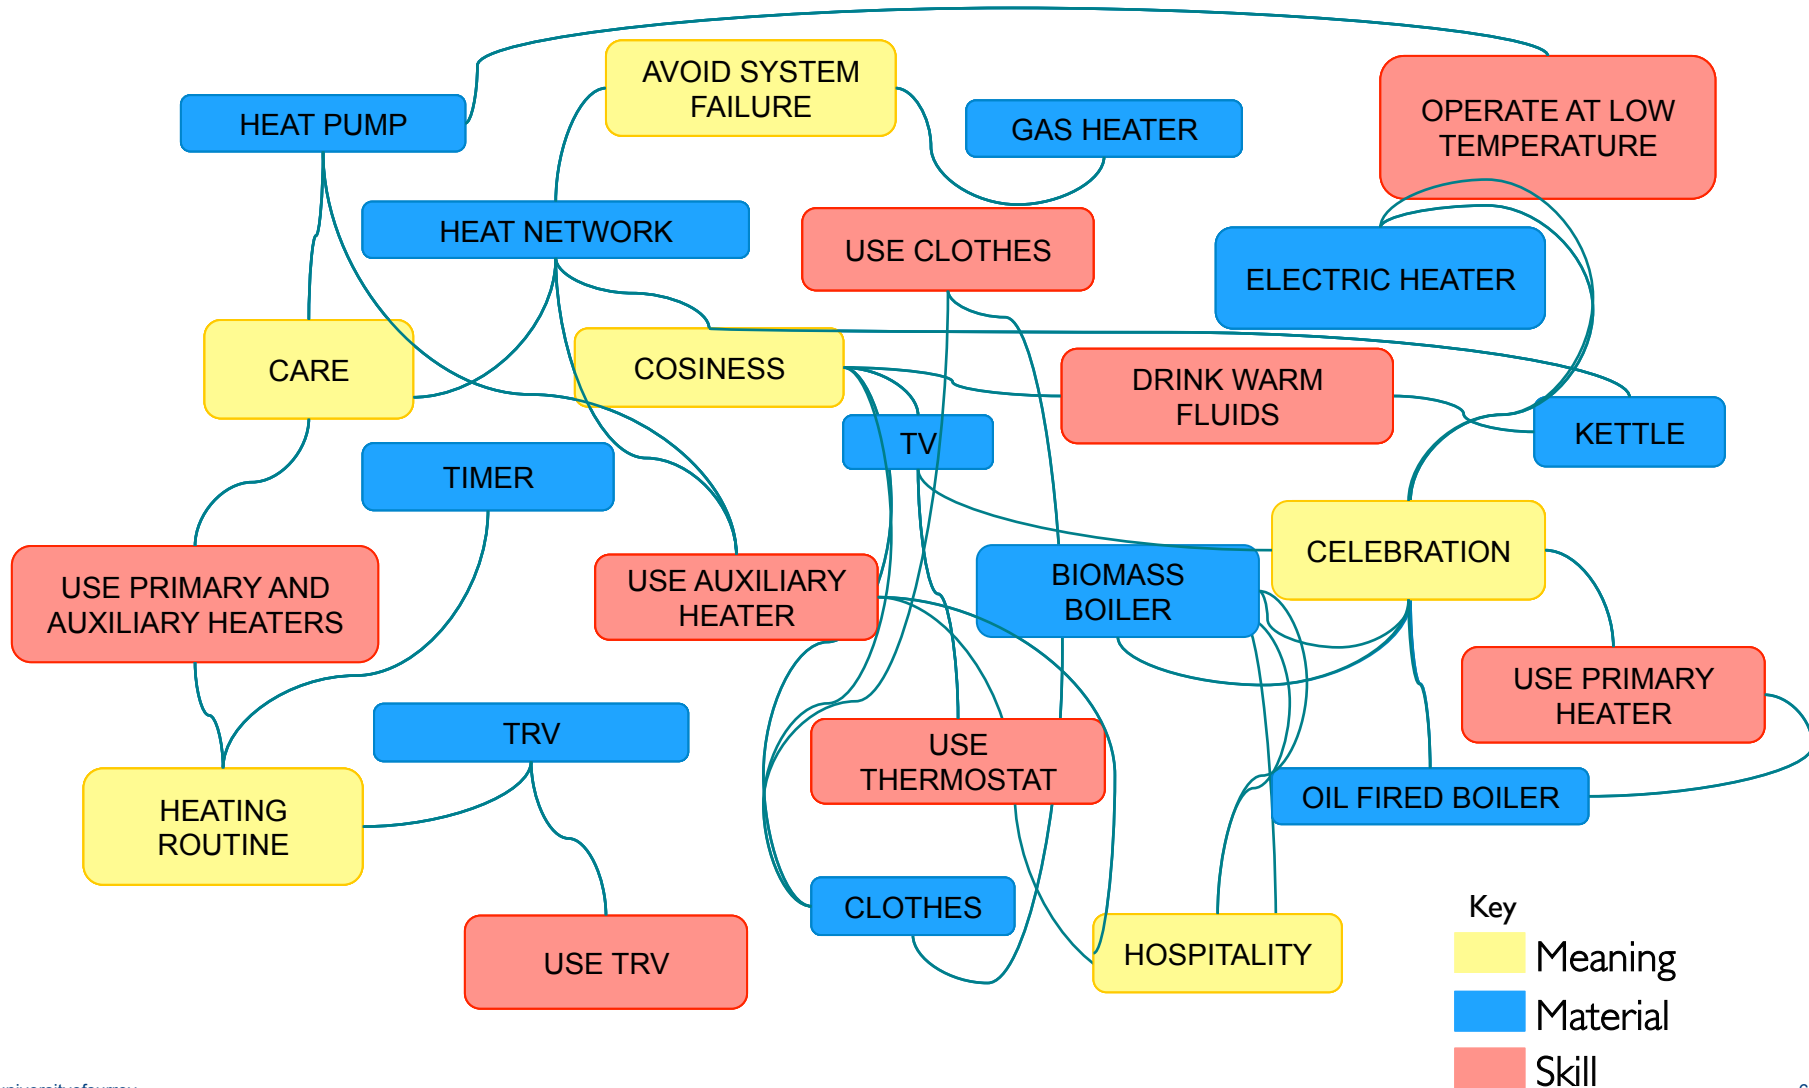 AVOID SYSTEM
FAILURE
HEAT PUMP
GAS HEATER
OPERATE AT LOW
TEMPERATURE
HEAT NETWORK
USE CLOTHES
ELECTRIC HEATER
CARE
COSINESS
DRINK WARM
FLUIDS
TV
KETTLE
TIMER
CELEBRATION
USE PRIMARY AND
AUXILIARY HEATERS
USE AUXILIARY
HEATER
BIOMASS
BOILER
USE PRIMARY
HEATER
TRV
USE
THERMOSTAT
OIL FIRED BOILER
HEATING
ROUTINE
CLOTHES
HOSPITALITY
USE TRV
Key
Meaning
Material
Skill